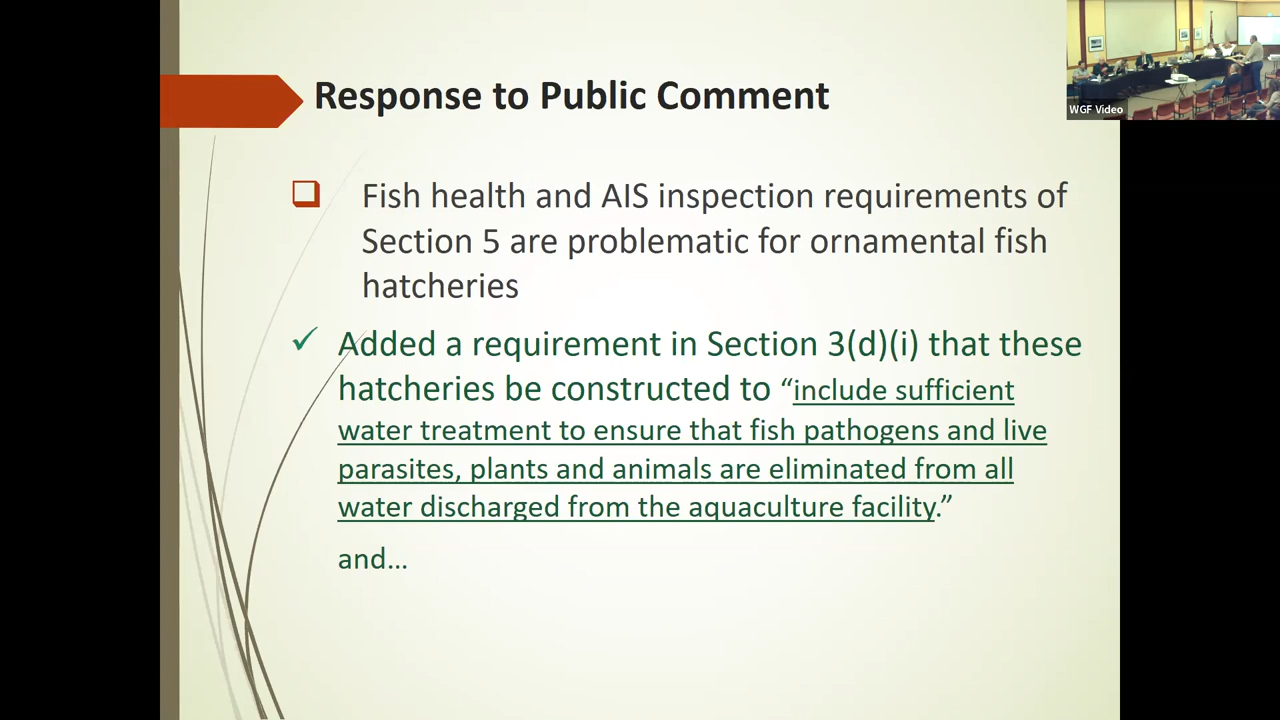 Response to Public Comment
WGF Video
Fish health and AIS inspection requirements of
Section 5 are problematic for ornamental fish
hatcheries
Added a requirement in Section 3(d)(i) that these
hatcheries be constructed to “include sufficient
water treatment to ensure that fish pathogens and live
parasites, plants and animals are eliminated from all
water discharged from the aquaculture facility.”
and…